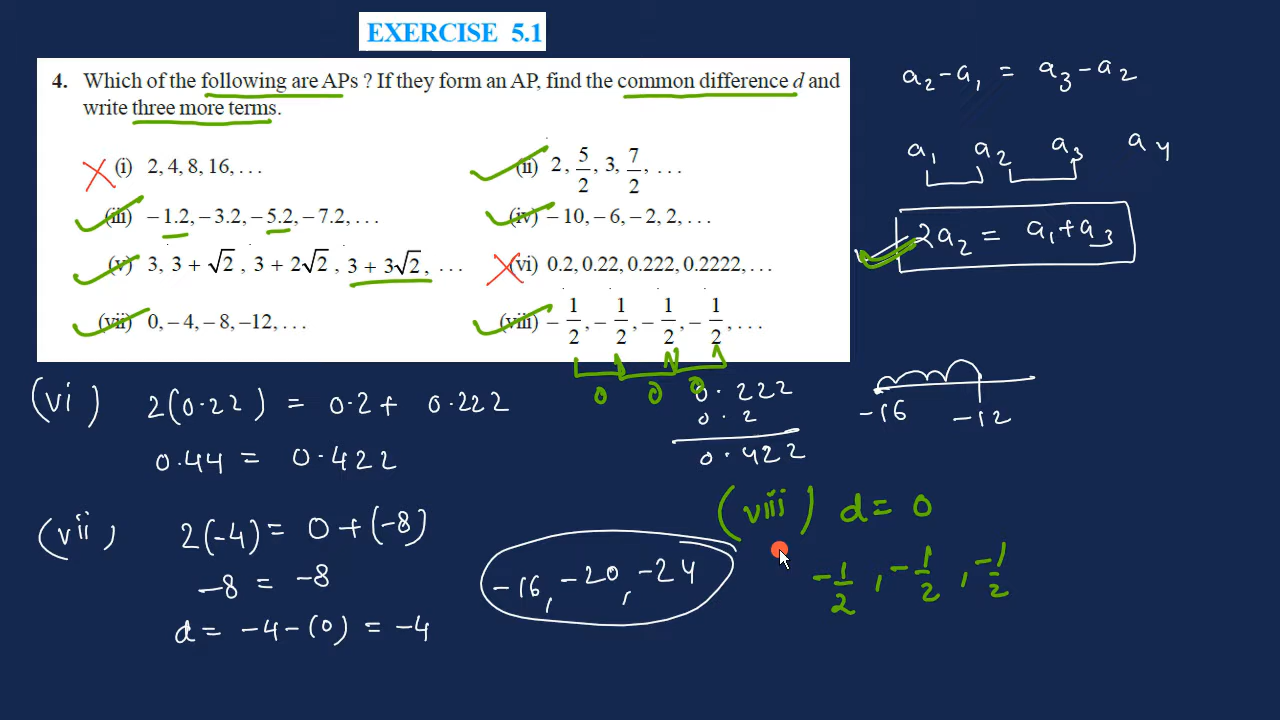 EXERCISE 5.1
4. Which of the following are APs ? If they form an AP, find the common difference d and
write three more terms.
(i) 2, 4, 8, 16, . . .
(ii) 2, 5/2, 3, 7/2, . . .
(iii) – 1.2, – 3.2, – 5.2, – 7.2, . . .
(iv) – 10, – 6, – 2, 2, . . .
(v) 3, 3 + √2 , 3 + 2√2 , 3 + 3√2 , . . .
(vi) 0.2, 0.22, 0.222, 0.2222, . . .
(vii) 0, – 4, – 8, –12, . . .
(viii) – 1/2, – 1/2, – 1/2, – 1/2, . . .
0 0 0
a₂ - a₁ = a₃ - a₂
a₁ a₂ a₃ a₄
2a₂ = a₁ + a₃
(vi) 2(0.22) = 0.2 + 0.222
0.44 = 0.422
0.222
0.2
0.422
-16 -12
(vii) 2(-4) = 0 + (-8)
-8 = -8
d = -4 - (0) = -4
-16, -20, -24
(viii) d = 0
-1/2, -1/2, -1/2